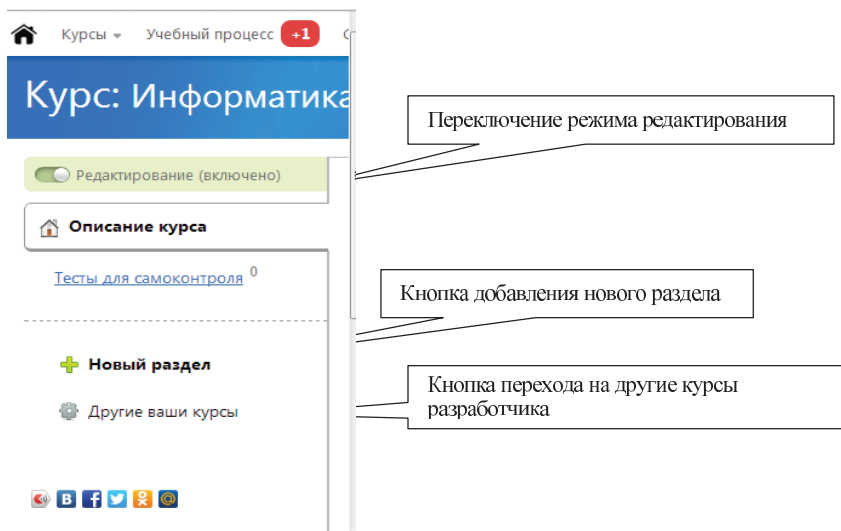 Курсы Учебный процесс +1
Курс: Информатика
Переключение режима редактирования
Редактирование (включено)
Описание курса
Тесты для самоконтроля 0
Кнопка добавления нового раздела
Новый раздел
Кнопка перехода на другие курсы
разработчика
Другие ваши курсы